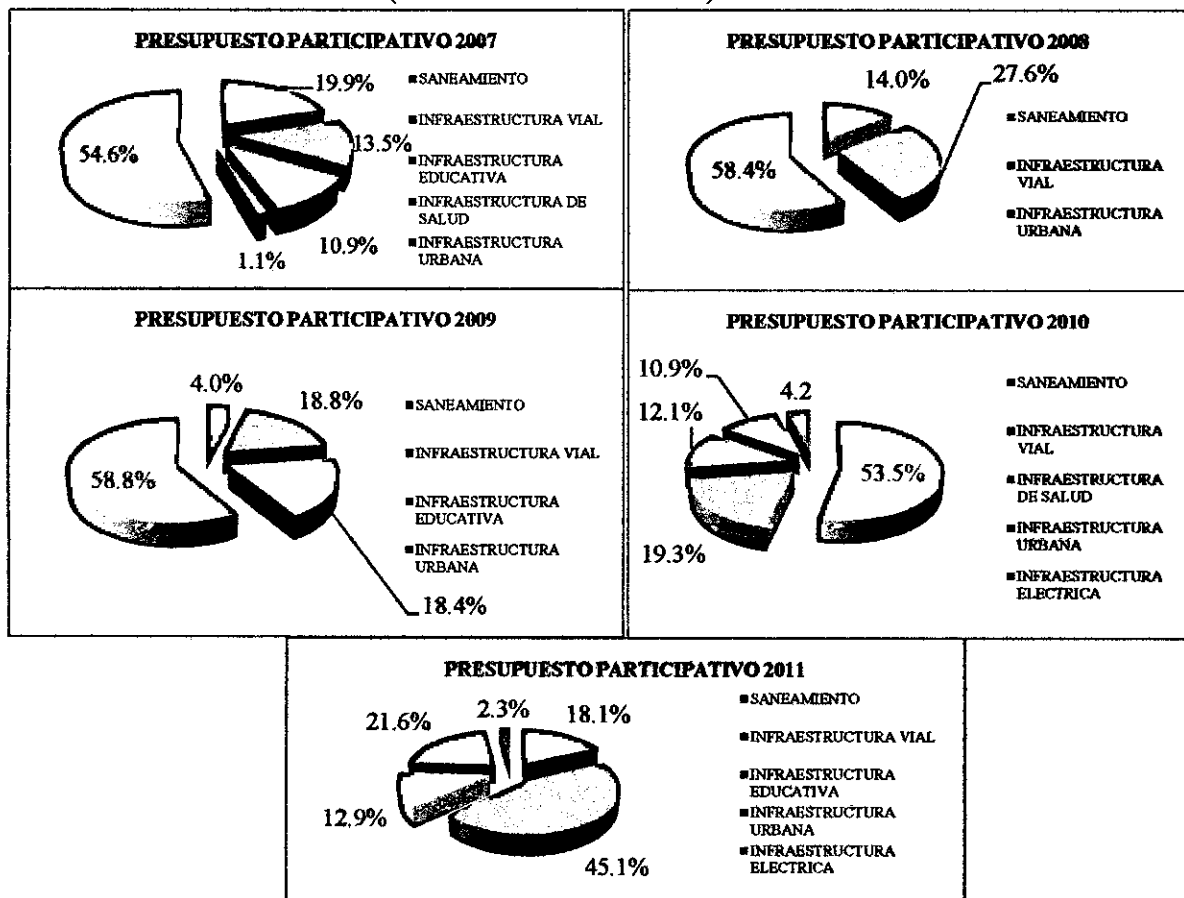 PRESUPUESTO PARTICIPATIVO 2007
19.9%
13.5%
10.9%
1.1%
54.6%
SANEAMIENTO
INFRAESTRUCTURA VIAL
INFRAESTRUCTURA
EDUCATIVA
INFRAESTRUCTURA DE
SALUD
INFRAESTRUCTURA
URBANA
PRESUPUESTO PARTICIPATIVO 2008
14.0%
27.6%
58.4%
SANEAMIENTO
INFRAESTRUCTURA
VIAL
INFRAESTRUCTURA
URBANA
PRESUPUESTO PARTICIPATIVO 2009
4.0%
18.8%
58.8%
18.4%
SANEAMIENTO
INFRAESTRUCTURA VIAL
INFRAESTRUCTURA
EDUCATIVA
INFRAESTRUCTURA
URBANA
PRESUPUESTO PARTICIPATIVO 2010
10.9%
4.2
12.1%
53.5%
19.3%
SANEAMIENTO
INFRAESTRUCTURA
VIAL
INFRAESTRUCTURA
DE SALUD
INFRAESTRUCTURA
URBANA
INFRAESTRUCTURA
ELECTRICA
PRESUPUESTO PARTICIPATIVO 2011
21.6%
2.3%
18.1%
12.9%
45.1%
SANEAMIENTO
INFRAESTRUCTURA VIAL
INFRAESTRUCTURA
EDUCATIVA
INFRAESTRUCTURA
URBANA
INFRAESTRUCTURA
ELECTRICA